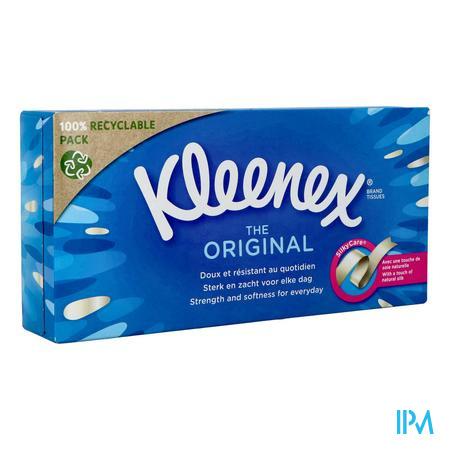 100% RECYCLABLE
PACK
Kleenex®
BRAND
TISSUES
THE
ORIGINAL
Doux et résistant au quotidien
Sterk en zacht voor elke dag
Strength and softness for everyday
SilkyCare®
Avec une touche de
soie naturelle
With a touch of
natural silk
IPM